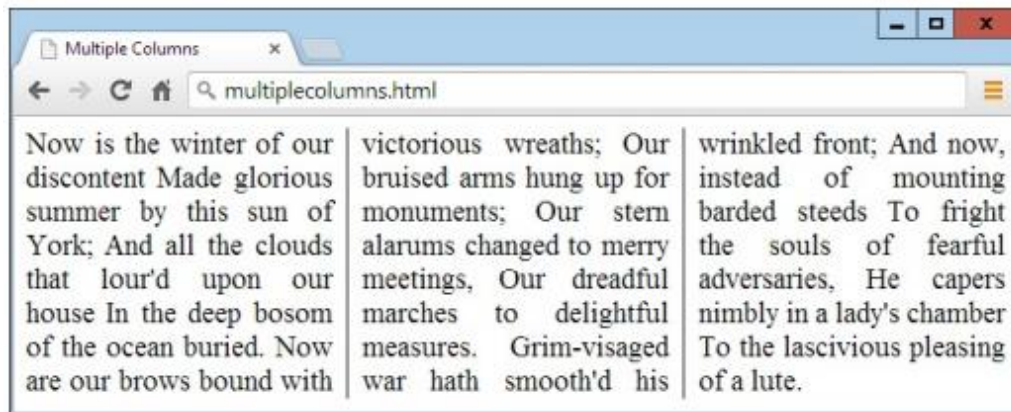 Multiple Columns
multiplecolumns.html
Now is the winter of our
discontent Made glorious
summer by this sun of
York; And all the clouds
that lour'd upon our
house In the deep bosom
of the ocean buried. Now
are our brows bound with
victorious wreaths; Our
bruised arms hung up for
monuments; Our stern
alarums changed to merry
meetings, Our dreadful
marches to delightful
measures. Grim-visaged
war hath smooth'd his
wrinkled front; And now,
instead of mounting
barded steeds To fright
the souls of fearful
adversaries, He capers
nimbly in a lady's chamber
To the lascivious pleasing
of a lute.